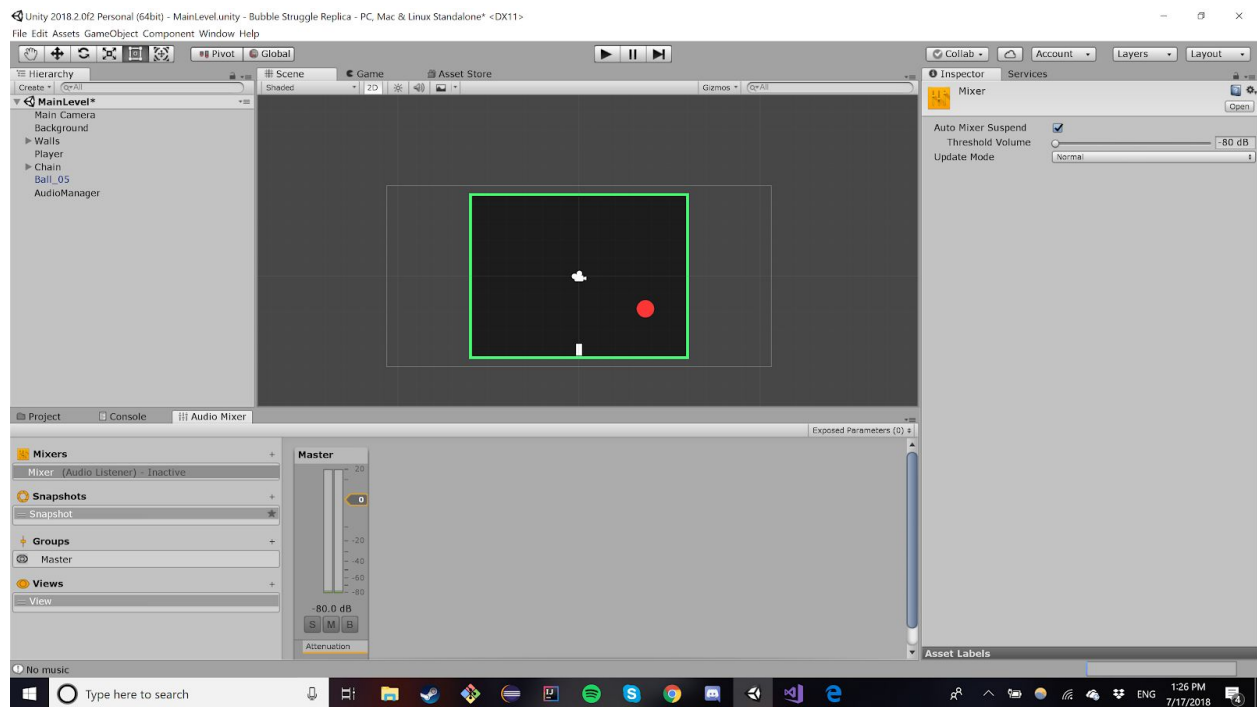 Unity 2018.2.0f2 Personal (64bit) - MainLevel.unity - Bubble Struggle Replica - PC, Mac & Linux Standalone* <DX11>
File Edit Assets GameObject Component Window Help
Pivot Global Collab Account Layers Layout
Hierarchy Scene Game Asset Store Inspector Services
Create All Shaded 2D Gizmos All
MainLevel*
Main Camera
Background
Walls
Player
Chain
Ball_05
AudioManager
Mixer
Open
Auto Mixer Suspend
Threshold Volume -80 dB
Update Mode Normal
Project Console Audio Mixer
Exposed Parameters (0)
Mixers
Mixer (Audio Listener) - Inactive
Snapshots
Snapshot
Groups
Master
Views
View
Master
20
0
-20
-40
-60
-80
-80.0 dB
S M B
Attenuation
Asset Labels
No music
Type here to search
ENG
1:26 PM
7/17/2018
4